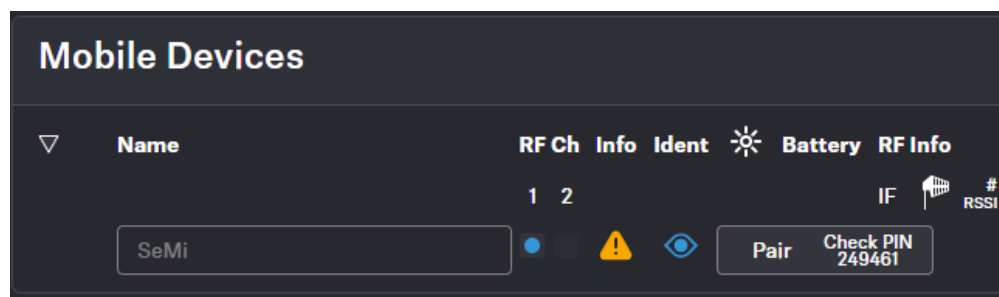 Mobile Devices
Name RF Ch Info Ident Battery RF Info
1 2 IF # RSSI
SeMi Pair Check PIN 249461